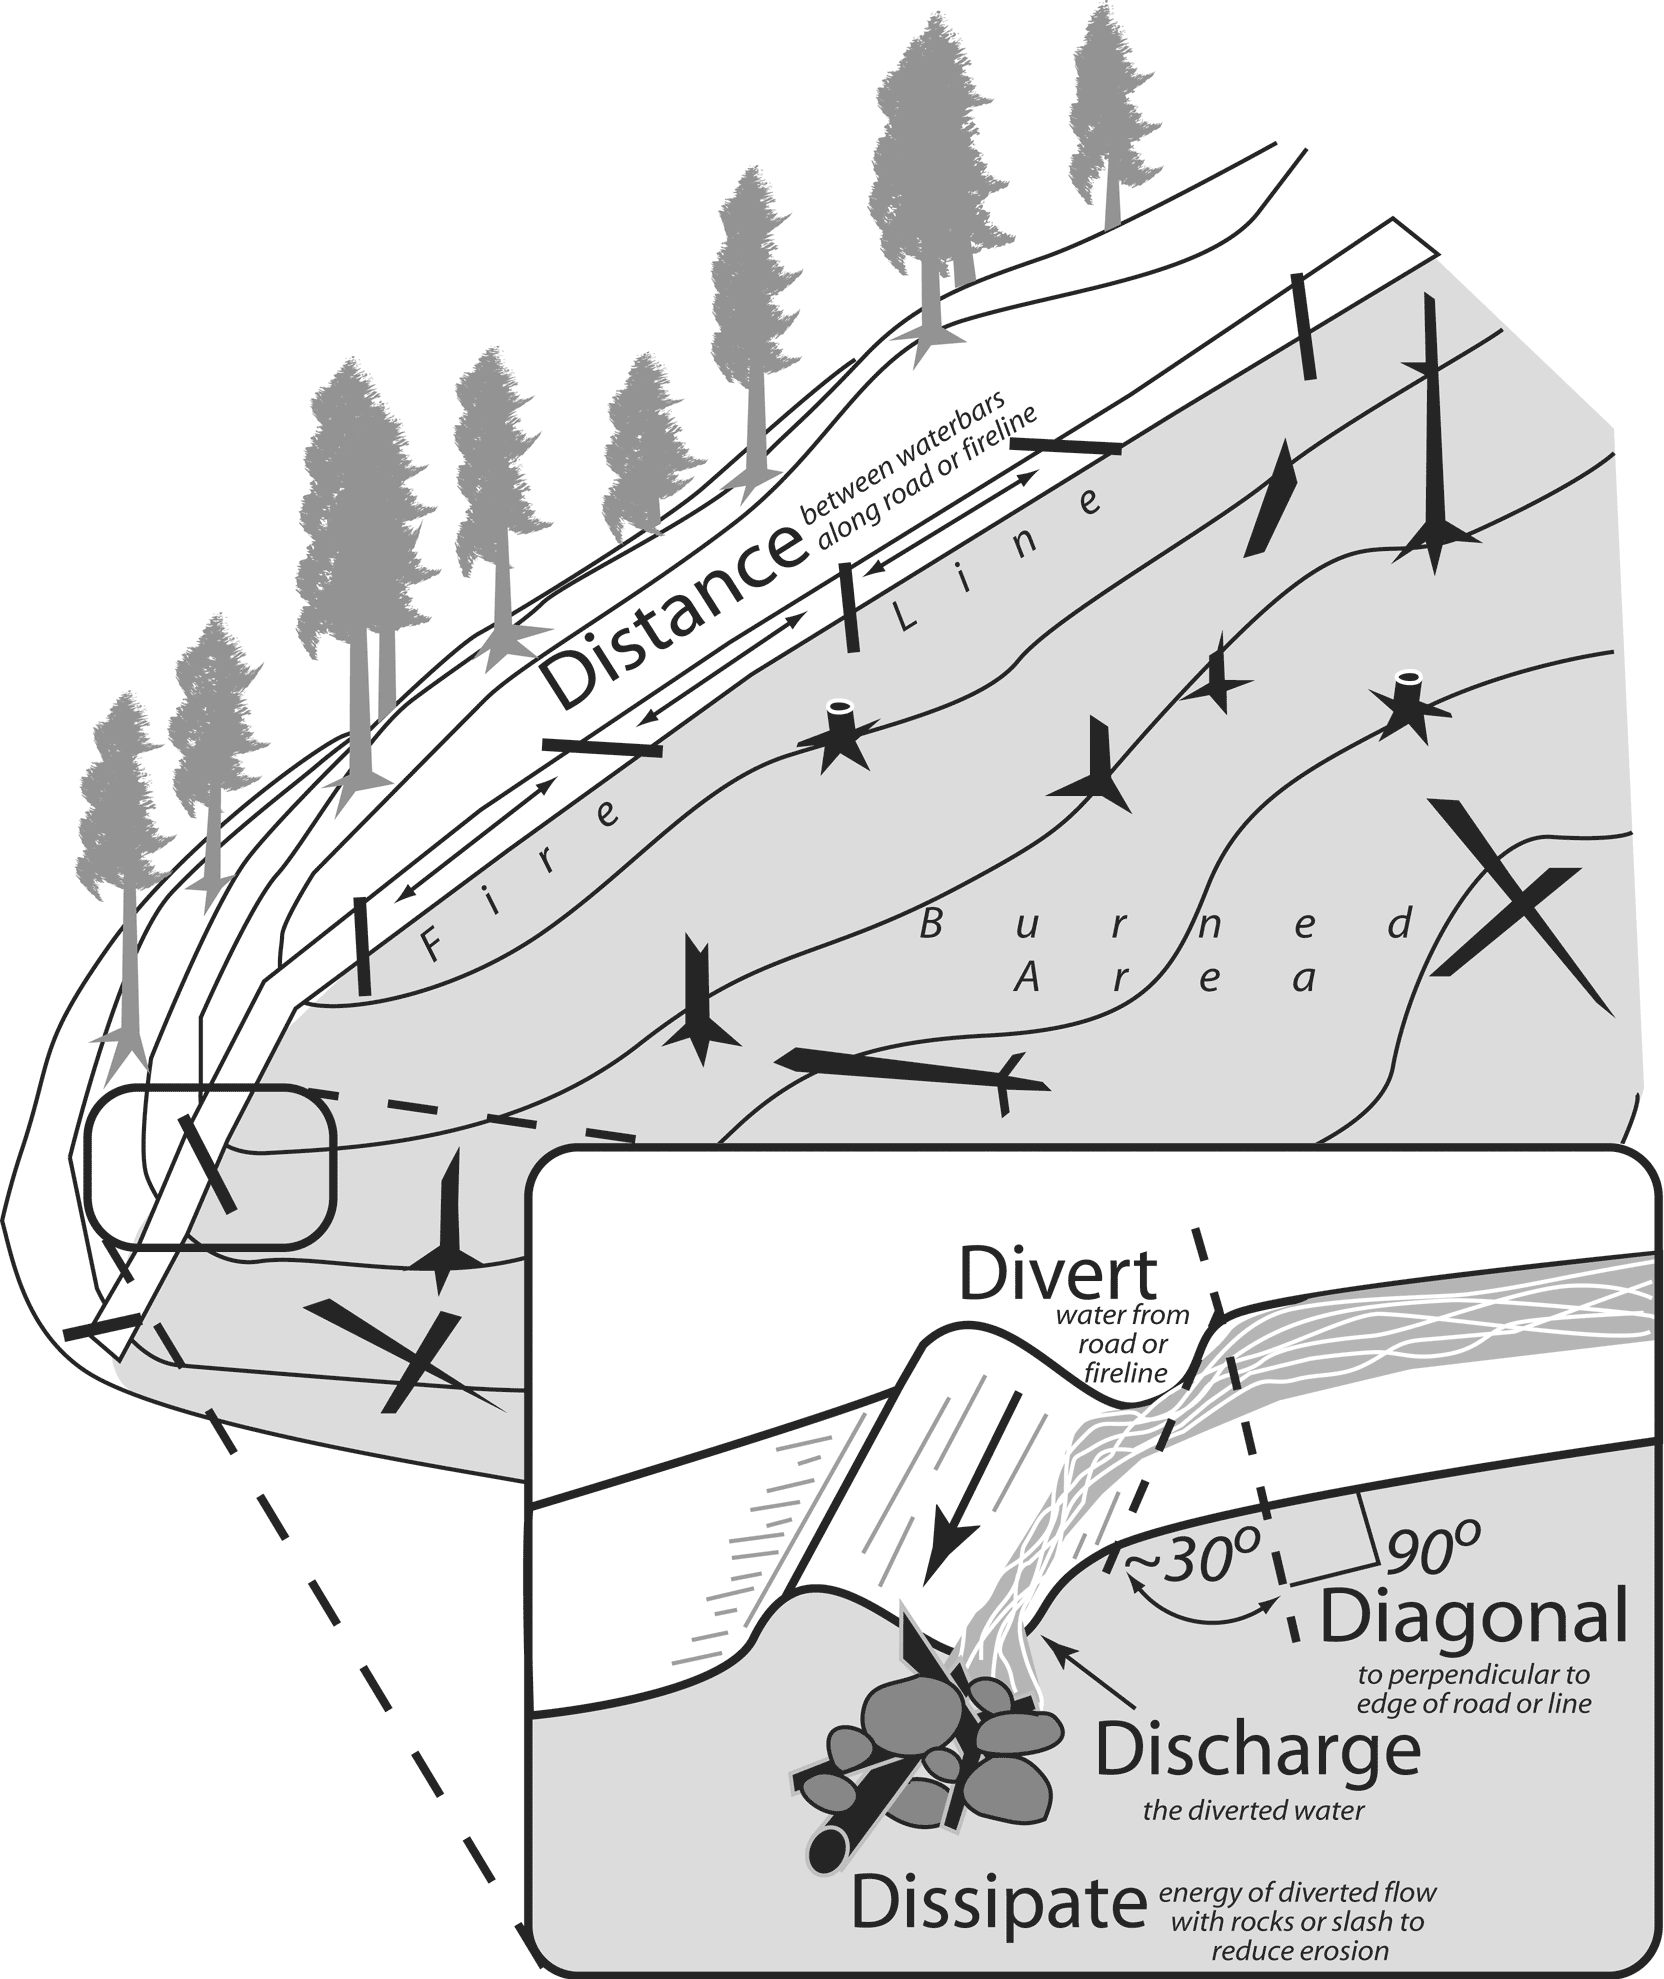 Distance
between waterbars
along road or fireline
Fire Line
Burned
Area
Divert
water from
road or
fireline
~30º
90º
Diagonal
to perpendicular to
edge of road or line
Discharge
the diverted water
Dissipate
energy of diverted flow
with rocks or slash to
reduce erosion